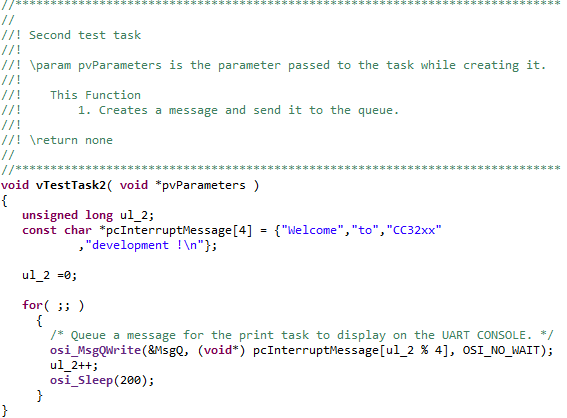 //*****************************************************************************
//
//! Second test task
//!
//! \param pvParameters is the parameter passed to the task while creating it.
//!
//!    This Function
//!        1. Creates a message and send it to the queue.
//!
//! \return none
//
//*****************************************************************************
void vTestTask2( void *pvParameters )
{
   unsigned long ul_2;
   const char *pcInterruptMessage[4] = {"Welcome","to","CC32xx"
           ,"development !\n"};

   ul_2 =0;

   for( ;; )
     {
       /* Queue a message for the print task to display on the UART CONSOLE. */
       osi_MsgQWrite(&MsgQ, (void*) pcInterruptMessage[ul_2 % 4], OSI_NO_WAIT);
       ul_2++;
       osi_Sleep(200);
     }
}